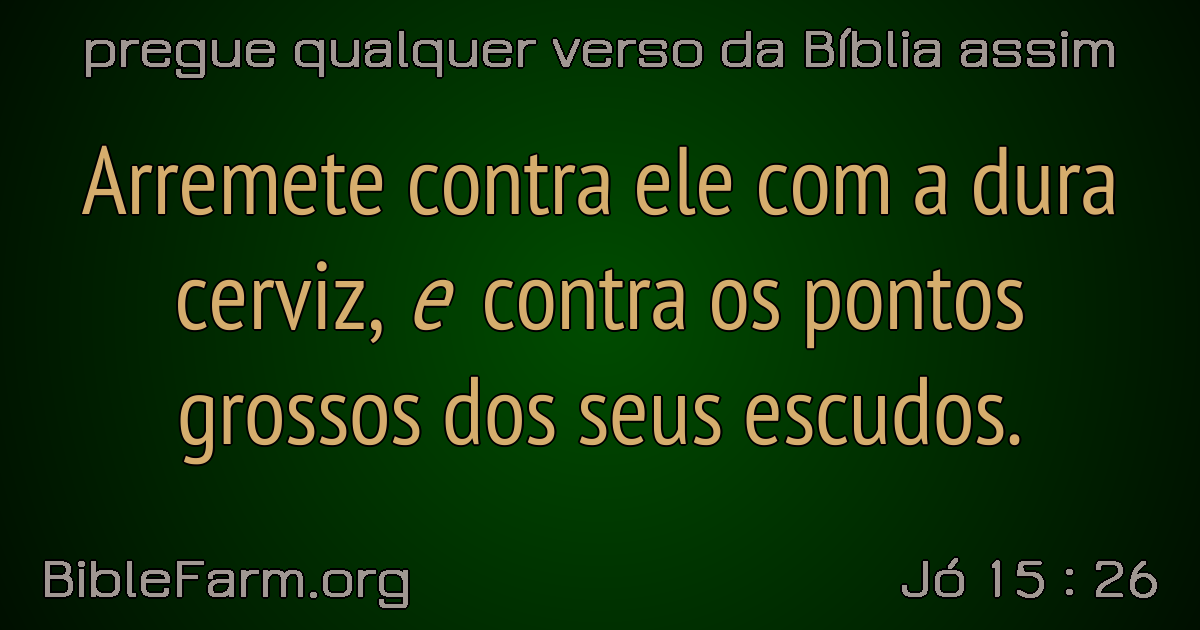 pregue qualquer verso da Bíblia assim
Arremete contra ele com a dura
cerviz, e contra os pontos
grossos dos seus escudos.
BibleFarm.org
Jó 15 : 26